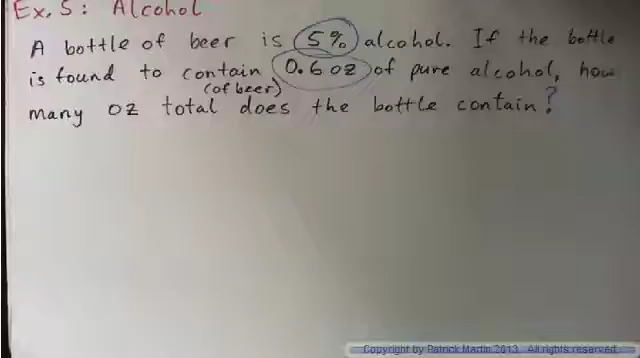 Ex. 5: Alcohol
A bottle of beer is 5% alcohol. If the bottle
is found to contain 0.6 oz of pure alcohol, how
(of beer)
many oz total does the bottle contain?
Copyright by Patrick Martin 2013. All rights reserved.